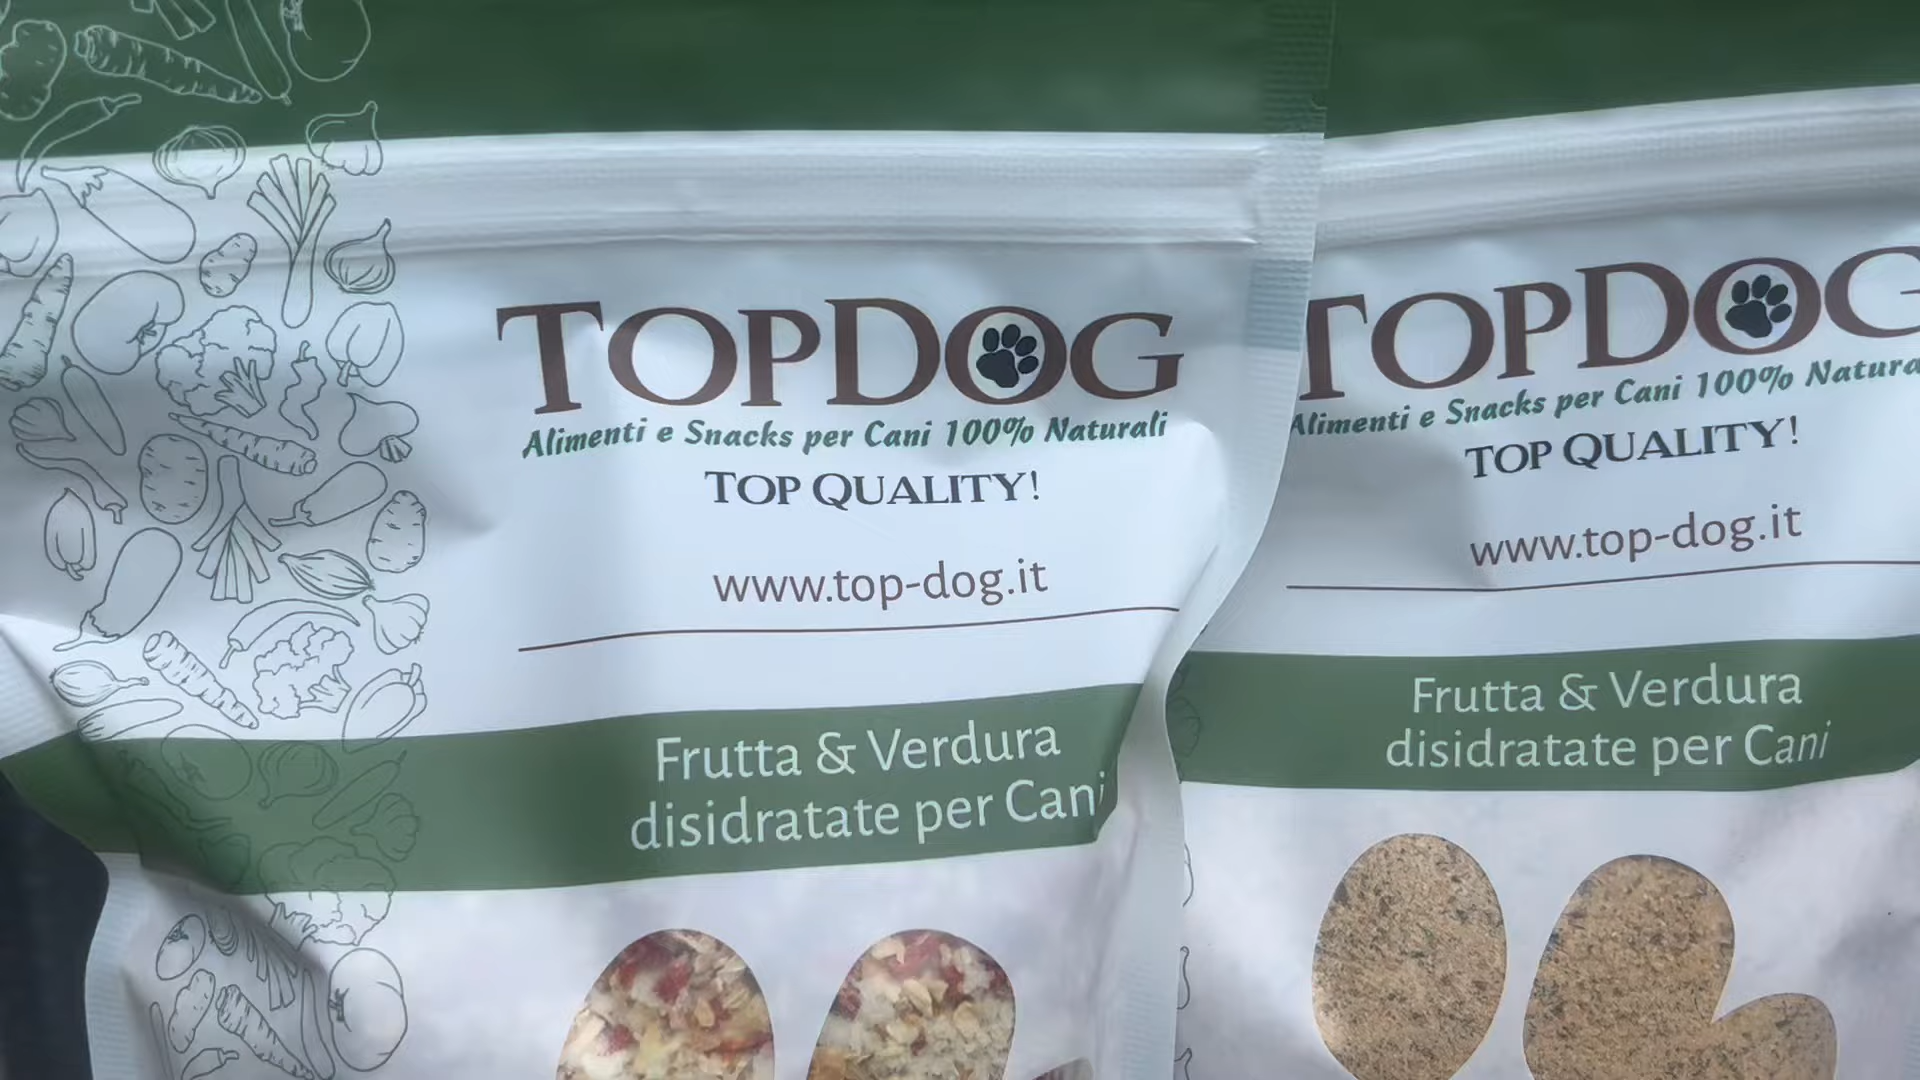 TOPDOG
Alimenti e Snacks per Cani 100% Naturali
TOP QUALITY!
www.top-dog.it
Frutta & Verdura
disidratate per Cani
TOPDOG
Alimenti e Snacks per Cani 100% Natura
TOP QUALITY!
www.top-dog.it
Frutta & Verdura
disidratate per Cani